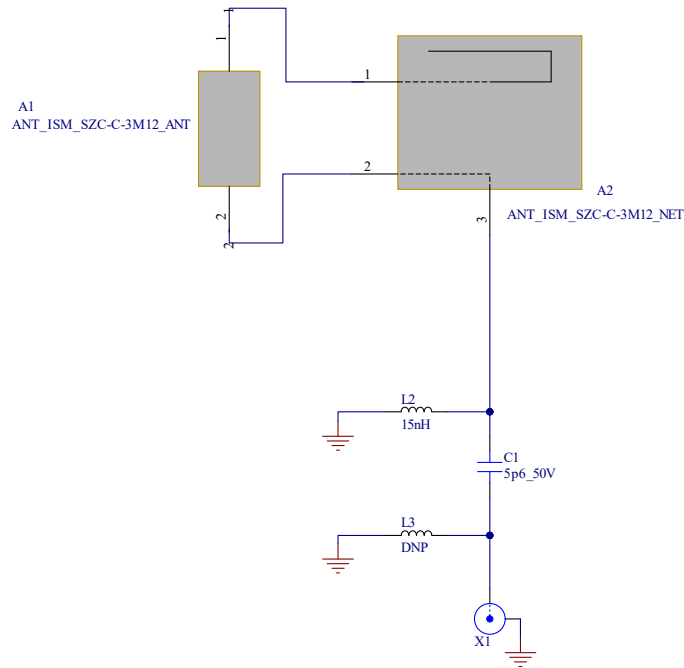 1
1
A1
ANT_ISM_SZC-C-3M12_ANT
2
2
1
2
A2
3
ANT_ISM_SZC-C-3M12_NET
L2
15nH
C1
5p6_50V
L3
DNP
X1